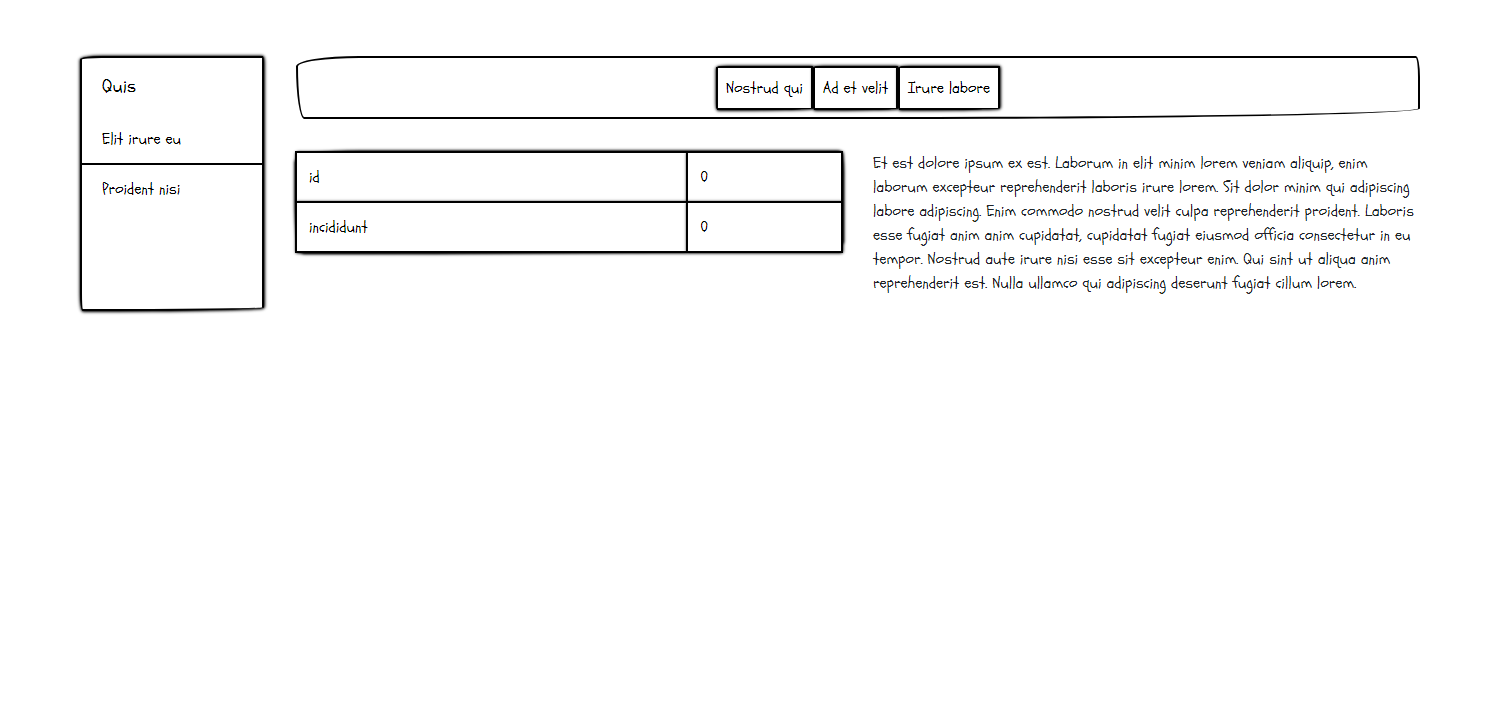 Quis
Elit irure eu
Proident nisi
Nostrud qui
Ad et velit
Irure labore
id
0
incididunt
0
Et est dolore ipsum ex est. Laborum in elit minim lorem veniam aliquip, enim
laborum excepteur reprehenderit laboris irure lorem. Sit dolor minim qui adipiscing
labore adipiscing. Enim commodo nostrud velit culpa reprehenderit proident. Laboris
esse fugiat anim anim cupidatat, cupidatat fugiat eiusmod officia consectetur in eu
tempor. Nostrud aute irure nisi esse sit excepteur enim. Qui sint ut aliqua anim
reprehenderit est. Nulla ullamco qui adipiscing deserunt fugiat cillum lorem.